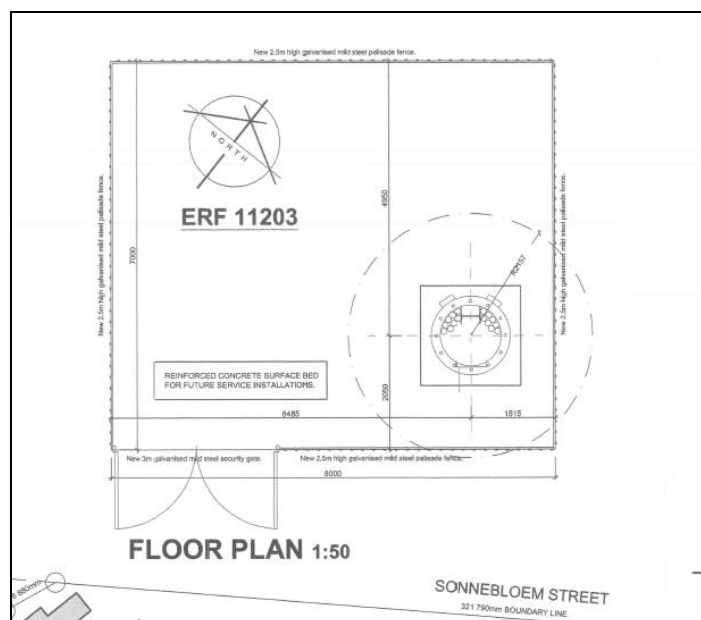 New 2.5m high galvanised mild steel palisade fence.
NORTH
ERF 11203
New 2.5m high galvanised mild steel palisade fence.
7000
4950
R2157
New 2.5m high galvanised mild steel palisade fence.
REINFORCED CONCRETE SURFACE BED
FOR FUTURE SERVICE INSTALLATIONS.
2050
6485
1515
New 3m galvanised mild steel security gate.
New 2.5m high galvanised mild steel palisade fence.
8000
FLOOR PLAN 1:50
880mm
SONNEBLOEM STREET
321 790mm BOUNDARY LINE